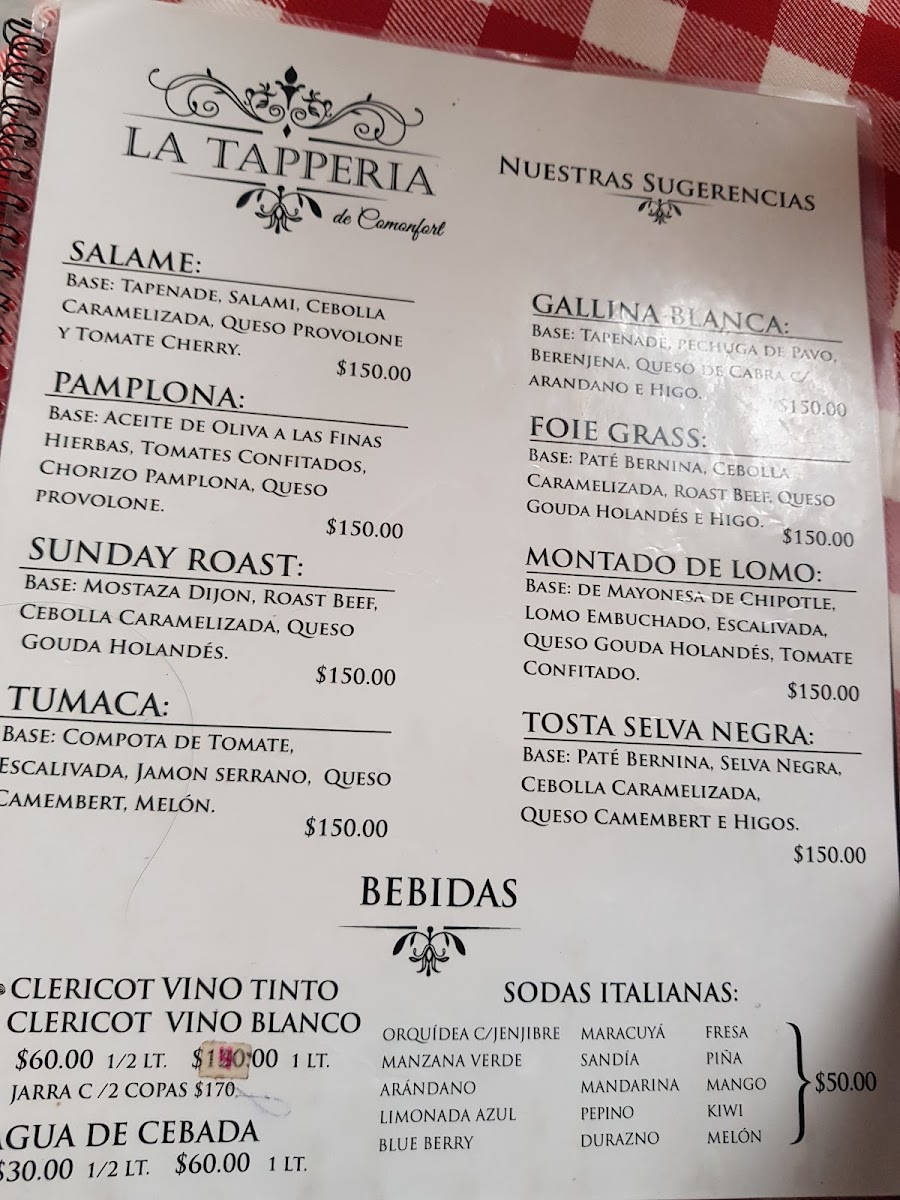 LA TAPPERIA
de Comonfort
SALAME:
BASE: TAPENADE, SALAMI, CEBOLLA
CARAMELIZADA, QUESO PROVOLONE
Y TOMATE CHERRY.
$150.00
PAMPLONA:
BASE: ACEITE DE OLIVA A LAS FINAS
HIERBAS, TOMATES CONFITADOS,
CHORIZO PAMPLONA, QUESO
PROVOLONE.
$150.00
SUNDAY ROAST:
BASE: MOSTAZA DIJON, ROAST BEEF,
CEBOLLA CARAMELIZADA, QUESO
GOUDA HOLANDÉS.
$150.00
TUMACA:
BASE: COMPOTA DE TOMATE,
ESCALIVADA, JAMON SERRANO, QUESO
CAMEMBERT, MELÓN.
$150.00
NUESTRAS SUGERENCIAS
GALLINA BLANCA:
BASE: TAPENADE, PECHUGA DE PAVO,
BERENJENA, QUESO DE CABRA C/
ARANDANO E HIGO.
$150.00
FOIE GRASS:
BASE: PATÉ BERNINA, CEBOLLA
CARAMELIZADA, ROAST BEEF, QUESO
GOUDA HOLANDÉS E HIGO.
$150.00
MONTADO DE LOMO:
BASE: DE MAYONESA DE CHIPOTLE,
LOMO EMBUCHADO, ESCALIVADA,
QUESO GOUDA HOLANDÉS, TOMATE
CONFITADO.
$150.00
TOSTA SELVA NEGRA:
BASE: PATÉ BERNINA, SELVA NEGRA,
CEBOLLA CARAMELIZADA,
QUESO CAMEMBERT E HIGOS.
$150.00
BEBIDAS
CLERICOT VINO TINTO
CLERICOT VINO BLANCO
$60.00 1/2 LT. 1 LT.
JARRA C/2 COPAS $170.
AGUA DE CEBADA
$30.00 1/2 LT. $60.00 1 LT.
SODAS ITALIANAS:
ORQUÍDEA C/JENJIBRE MARACUYÁ FRESA
MANZANA VERDE SANDÍA PIÑA
ARÁNDANO MANDARINA MANGO
LIMONADA AZUL PEPINO KIWI
BLUE BERRY DURAZNO MELÓN
$50.00